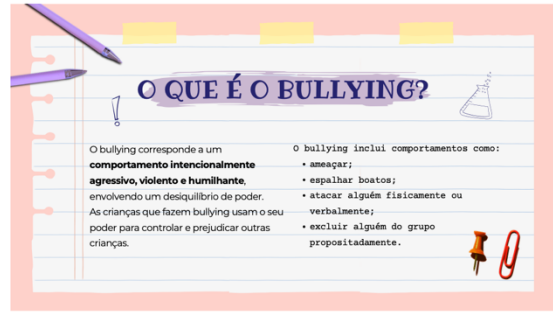 O QUE É O BULLYING?
O bullying corresponde a um
comportamento intencionalmente
agressivo, violento e humilhante,
envolvendo um desiquilíbrio de poder.
As crianças que fazem bullying usam o seu
poder para controlar e prejudicar outras
crianças.
O bullying inclui comportamentos como:
• ameaçar;
• espalhar boatos;
• atacar alguém fisicamente ou
verbalmente;
• excluir alguém do grupo
propositadamente.